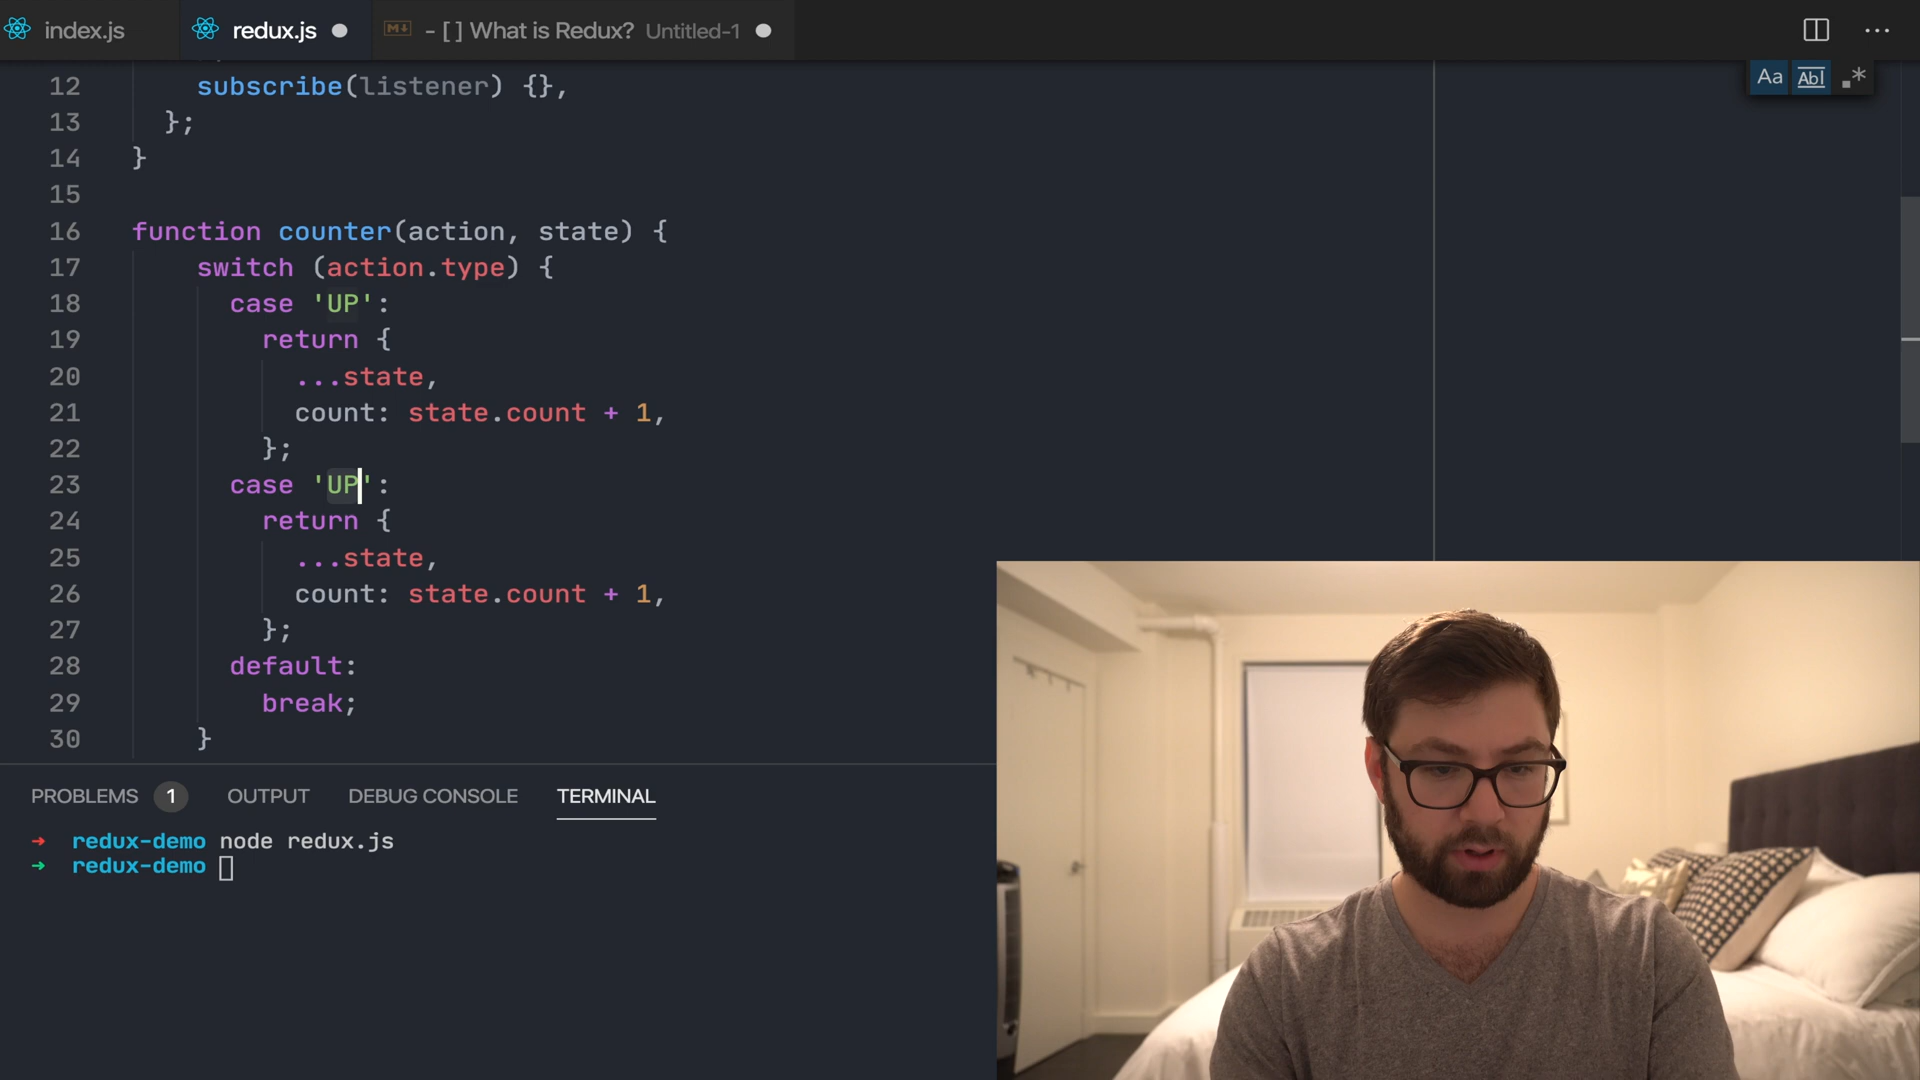 index.js
redux.js
- [ ] What is Redux? Untitled-1
Aa Abl .*
12 subscribe(listener) {},
13 };
14 }
15
16 function counter(action, state) {
17 switch (action.type) {
18 case 'UP':
19 return {
20 ...state,
21 count: state.count + 1,
22 };
23 case 'UP':
24 return {
25 ...state,
26 count: state.count + 1,
27 };
28 default:
29 break;
30 }
PROBLEMS 1 OUTPUT DEBUG CONSOLE TERMINAL
→ redux-demo node redux.js
→ redux-demo